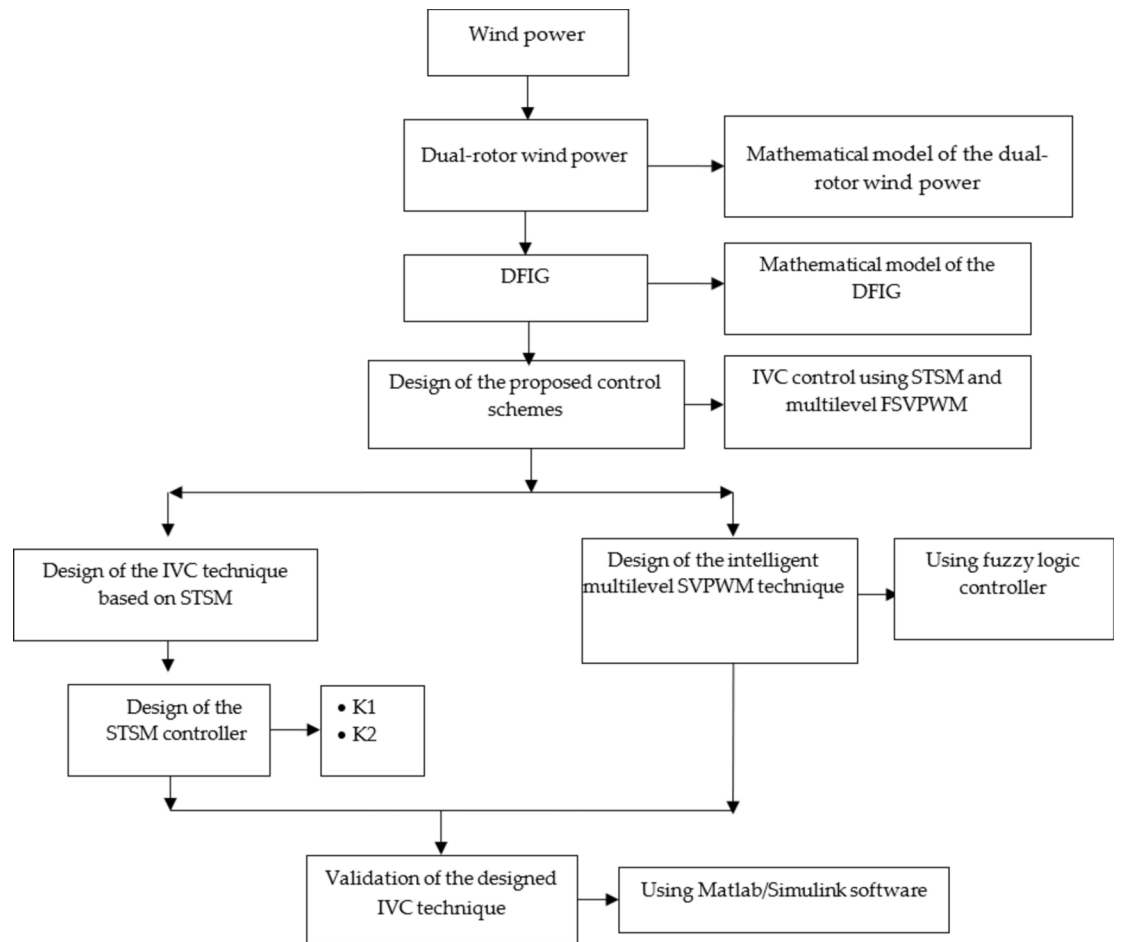 Wind power
Dual-rotor wind power
Mathematical model of the dual-
rotor wind power
DFIG
Mathematical model of the
DFIG
Design of the proposed control
schemes
IVC control using STSM and
multilevel FSVPWM
Design of the IVC technique
based on STSM
Design of the intelligent
multilevel SVPWM technique
Using fuzzy logic
controller
Design of the
STSM controller
• K1
• K2
Validation of the designed
IVC technique
Using Matlab/Simulink software